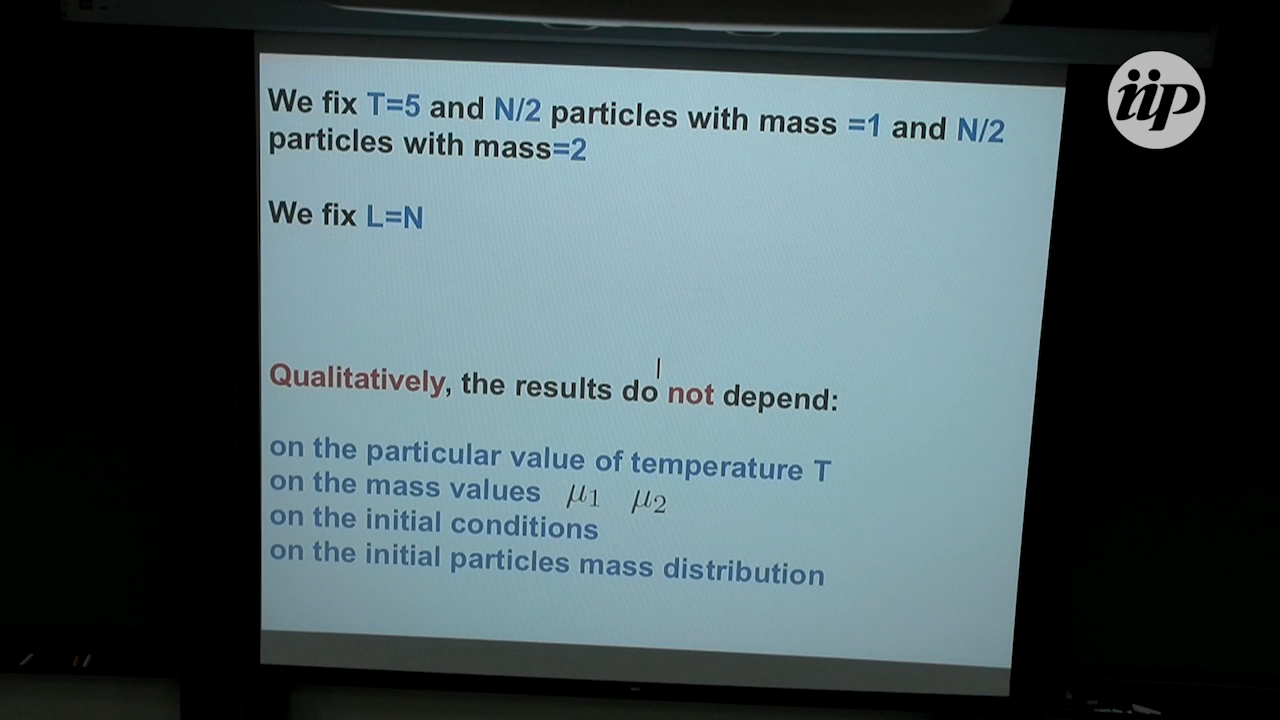 iip
We fix T=5 and N/2 particles with mass =1 and N/2
particles with mass=2
We fix L=N
Qualitatively, the results do not depend:
on the particular value of temperature T
on the mass values μ1 μ2
on the initial conditions
on the initial particles mass distribution